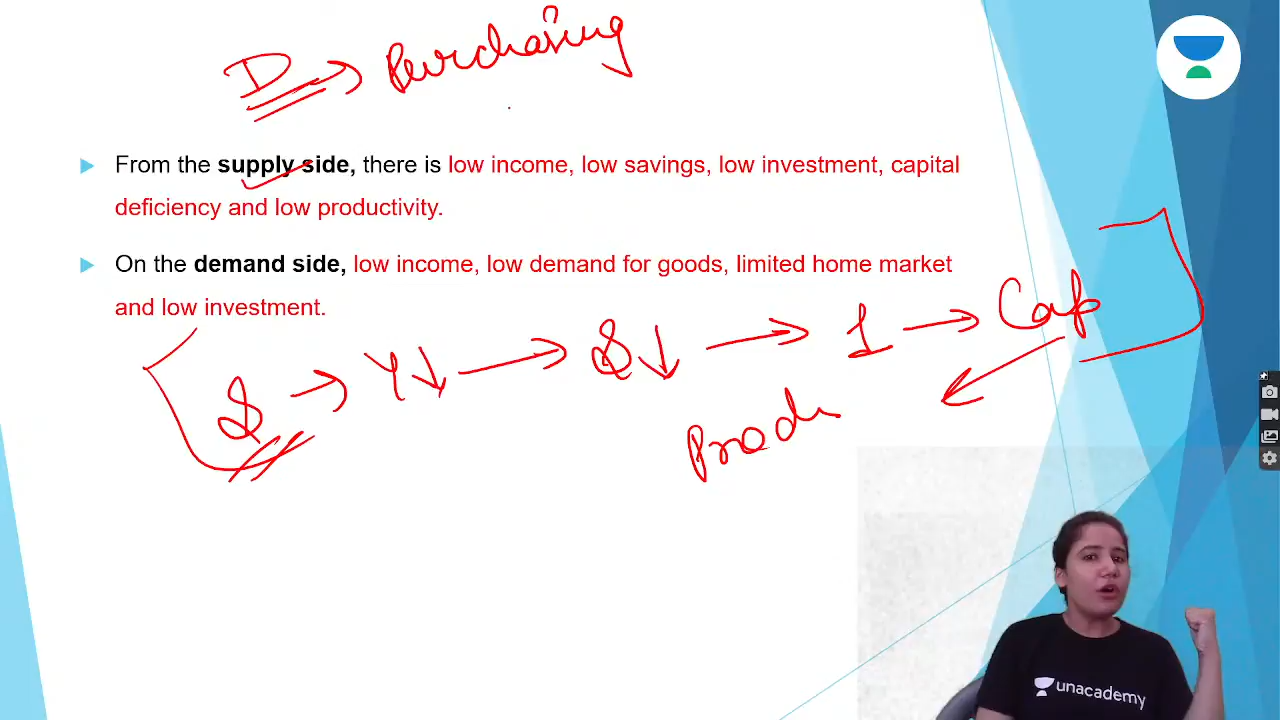 D → Purchasing
From the supply side, there is low income, low savings, low investment, capital
deficiency and low productivity.
On the demand side, low income, low demand for goods, limited home market
and low investment.
S → Y↓ → S↓ → I → Cap
Prod
unacademy